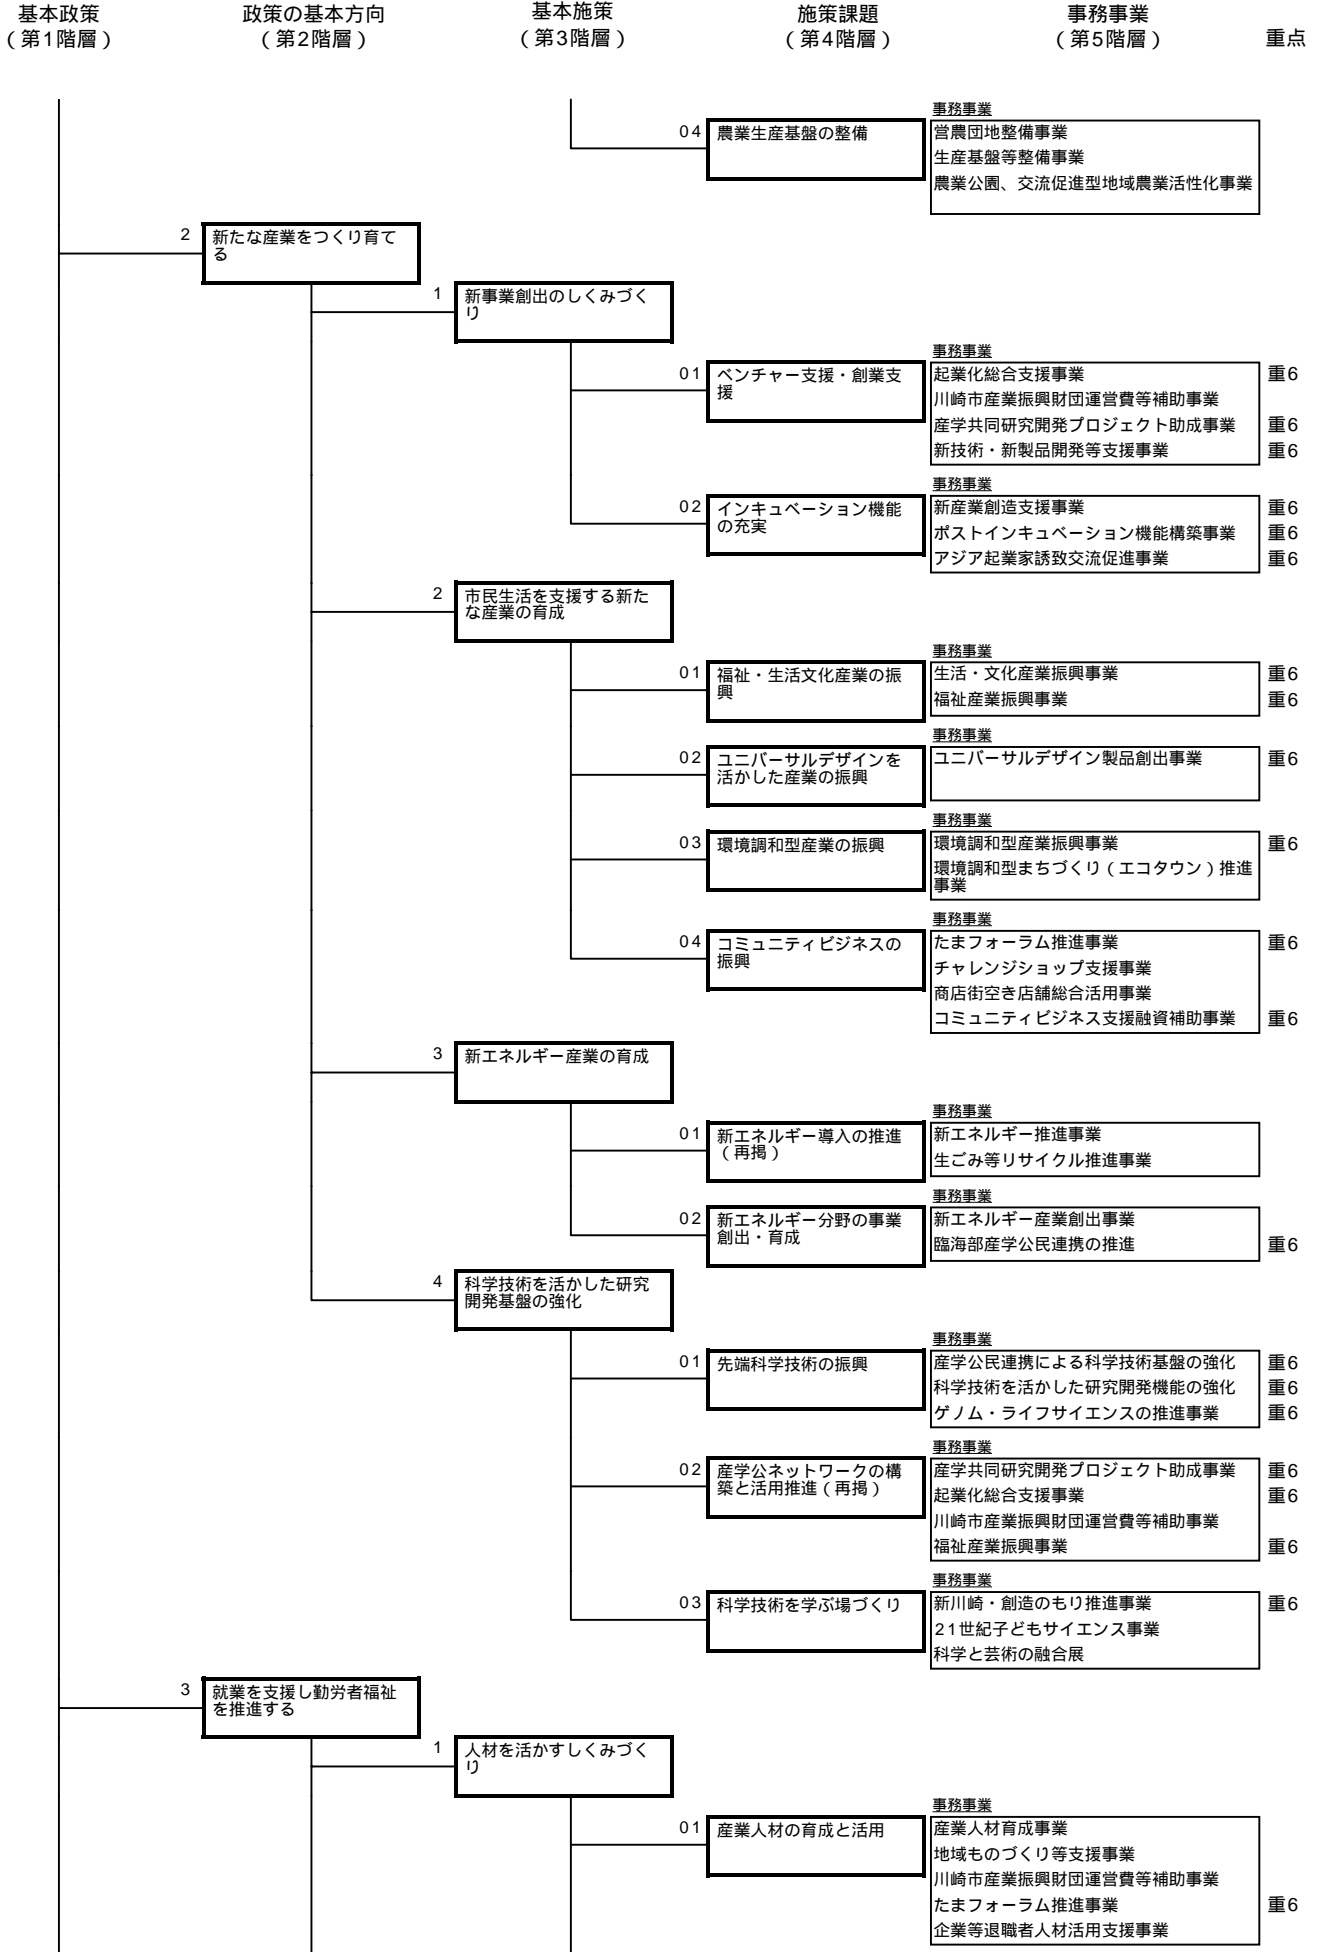 基本政策
（第1階層）
政策の基本方向
（第2階層）
基本施策
（第3階層）
施策課題
（第4階層）
事務事業
（第5階層）
重点
事務事業
04 農業生産基盤の整備
営農団地整備事業
生産基盤等整備事業
農業公園、交流促進型地域農業活性化事業
2 新たな産業をつくり育て
る
1 新事業創出のしくみづく
り
事務事業
01 ベンチャー支援・創業支
援
起業化総合支援事業 重6
川崎市産業振興財団運営費等補助事業
産学共同研究開発プロジェクト助成事業 重6
新技術・新製品開発等支援事業 重6
事務事業
02 インキュベーション機能
の充実
新産業創造支援事業 重6
ポストインキュベーション機能構築事業 重6
アジア起業家誘致交流促進事業 重6
2 市民生活を支援する新た
な産業の育成
事務事業
01 福祉・生活文化産業の振
興
生活・文化産業振興事業 重6
福祉産業振興事業 重6
事務事業
02 ユニバーサルデザインを
活かした産業の振興
ユニバーサルデザイン製品創出事業 重6
事務事業
03 環境調和型産業の振興
環境調和型産業振興事業 重6
環境調和型まちづくり（エコタウン）推進
事業
事務事業
04 コミュニティビジネスの
振興
たまフォーラム推進事業 重6
チャレンジショップ支援事業
商店街空き店舗総合活用事業
コミュニティビジネス支援融資補助事業 重6
3 新エネルギー産業の育成
事務事業
01 新エネルギー導入の推進
（再掲）
新エネルギー推進事業
生ごみ等リサイクル推進事業
事務事業
02 新エネルギー分野の事業
創出・育成
新エネルギー産業創出事業
臨海部産学公民連携の推進 重6
4 科学技術を活かした研究
開発基盤の強化
事務事業
01 先端科学技術の振興
産学公民連携による科学技術基盤の強化 重6
科学技術を活かした研究開発機能の強化 重6
ゲノム・ライフサイエンスの推進事業 重6
事務事業
02 産学公ネットワークの構
築と活用推進（再掲）
産学共同研究開発プロジェクト助成事業 重6
起業化総合支援事業 重6
川崎市産業振興財団運営費等補助事業
福祉産業振興事業 重6
事務事業
03 科学技術を学ぶ場づくり
新川崎・創造のもり推進事業 重6
21世紀子どもサイエンス事業
科学と芸術の融合展
3 就業を支援し勤労者福祉
を推進する
1 人材を活かすしくみづく
り
事務事業
01 産業人材の育成と活用
産業人材育成事業
地域ものづくり等支援事業
川崎市産業振興財団運営費等補助事業
たまフォーラム推進事業 重6
企業等退職者人材活用支援事業